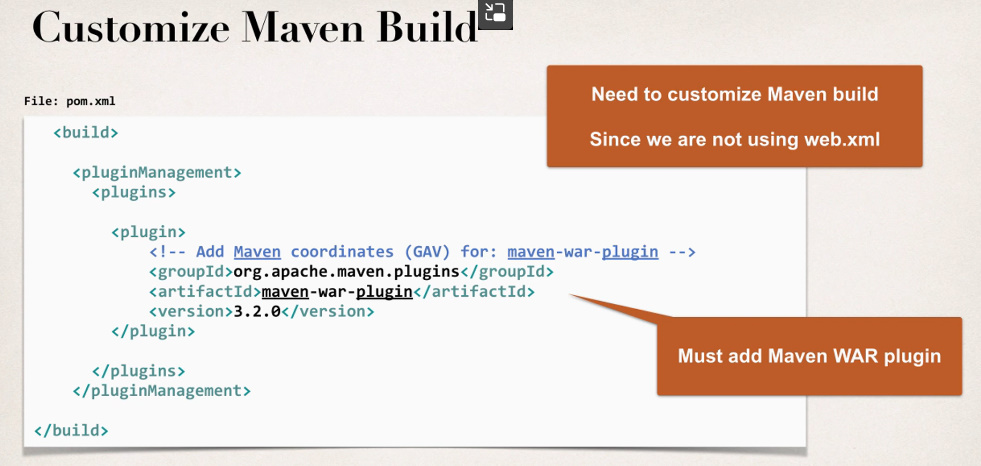 Customize Maven Build
Need to customize Maven build
Since we are not using web.xml
File: pom.xml
<build>
<pluginManagement>
<plugins>
<plugin>
<!-- Add Maven coordinates (GAV) for: maven-war-plugin -->
<groupId>org.apache.maven.plugins</groupId>
<artifactId>maven-war-plugin</artifactId>
<version>3.2.0</version>
</plugin>
Must add Maven WAR plugin
</plugins>
</pluginManagement>
</build>